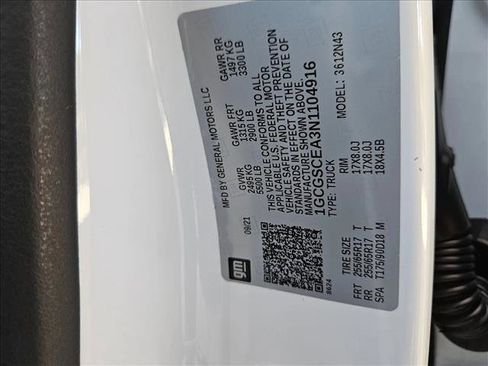 MFD BY GENERAL MOTORS LLC
09/21
GVWR
2495 KG
5500 LB
GAWR FRT
1315 KG
2900 LB
GAWR RR
1497 KG
3300 LB
THIS VEHICLE CONFORMS TO ALL
APPLICABLE U.S. FEDERAL MOTOR
VEHICLE SAFETY AND THEFT PREVENTION
STANDARDS IN EFFECT ON THE DATE OF
MANUFACTURE SHOWN ABOVE.
1GCGSCEA3N1104916
TYPE: TRUCK
MODEL: 3612N43
gm
8624
TIRE SIZE
RIM
FRT 255/65R17 T 17X8.0J
RR 255/65R17 T 17X8.0J
SPA T175/90D18 M 18X4.5B